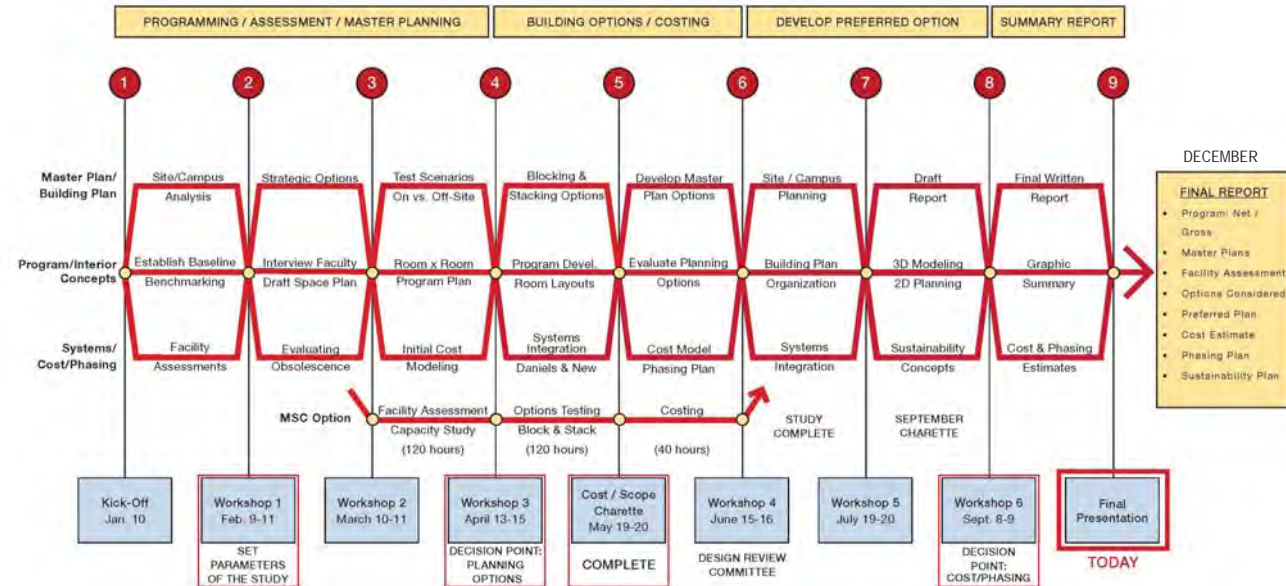 PROGRAMMING / ASSESSMENT / MASTER PLANNING
BUILDING OPTIONS / COSTING
DEVELOP PREFERRED OPTION
SUMMARY REPORT
1
2
3
4
5
6
7
8
9
Master Plan/
Building Plan
Site/Campus
Analysis
Strategic Options
Test Scenarios
On vs. Off-Site
Blocking &
Stacking Options
Develop Master
Plan Options
Site / Campus
Planning
Draft
Report
Final Written
Report
Program/Interior
Concepts
Establish Baseline
Benchmarking
Interview Faculty
Draft Space Plan
Room x Room
Program Plan
Program Devel.
Room Layouts
Evaluate Planning
Options
Building Plan
Organization
3D Modeling
2D Planning
Graphic
Summary
Systems/
Cost/Phasing
Facility
Assessments
Evaluating
Obsolescence
Initial Cost
Modeling
Systems
Integration
Daniels & New
Cost Model
Phasing Plan
Systems
Integration
Sustainability
Concepts
Cost & Phasing
Estimates
MSC Option
Facility Assessment
Capacity Study
(120 hours)
Options Testing
Block & Stack
(120 hours)
Costing
(40 hours)
STUDY
COMPLETE
SEPTEMBER
CHARETTE
DECEMBER
FINAL REPORT
• Program: Net /
Gross
• Master Plans
• Facility Assessment
• Options Considered
• Preferred Plan
• Cost Estimate
• Phasing Plan
• Sustainability Plan
Kick-Off
Jan. 10
Workshop 1
Feb. 9-11
SET
PARAMETERS
OF THE STUDY
Workshop 2
March 10-11
Workshop 3
April 13-15
DECISION POINT:
PLANNING
OPTIONS
Cost / Scope
Charette
May 19-20
COMPLETE
Workshop 4
June 15-16
DESIGN REVIEW
COMMITTEE
Workshop 5
July 19-20
Workshop 6
Sept. 8-9
DECISION
POINT:
COST/PHASING
Final
Presentation
TODAY